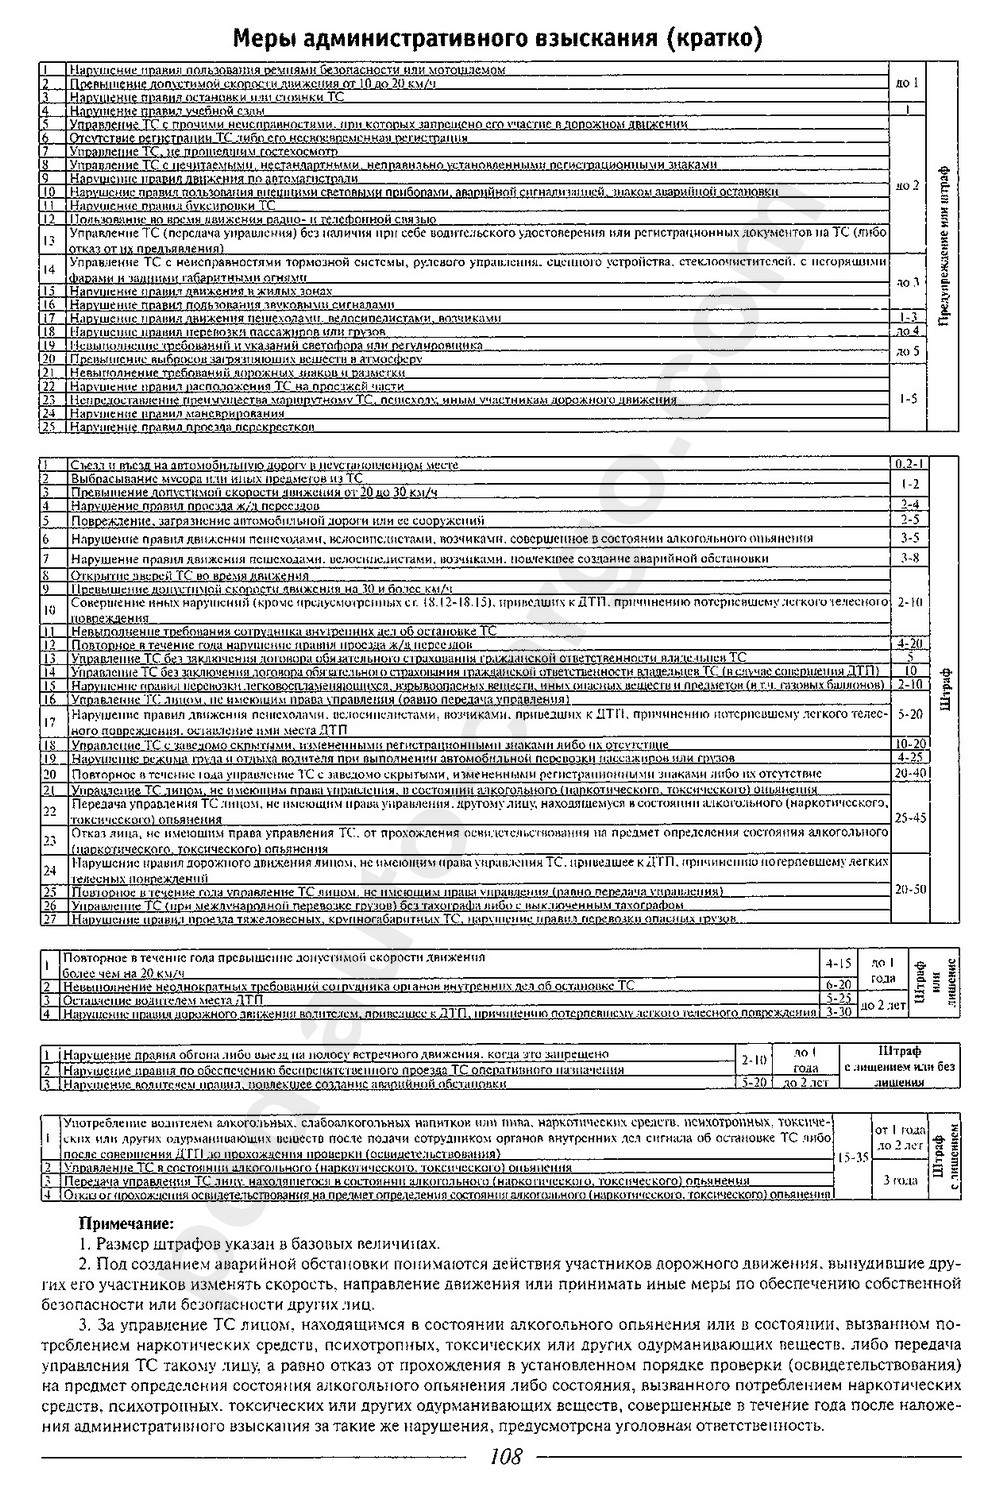 Меры административного взыскания (кратко)
1 Нарушение правил пользования ремнями безопасности или мотошлемом
2 Превышение допустимой скорости движения от 10 до 20 км/ч
до 1
3 Нарушение правил остановки или стоянки ТС
4 Нарушение правил учебной езды 1
5 Управление ТС с прочими неисправностями, при которых запрещено его участие в дорожном движении
6 Отсутствие регистрации ТС либо его несвоевременная регистрация
7 Управление ТС, не прошедшим гостехосмотр
8 Управление ТС с нечитаемыми, нестандартными, неправильно установленными регистрационными знаками
9 Нарушение правил движения по автомагистрали
10 Нарушение правил пользования внешними световыми приборами, аварийной сигнализацией, знаком аварийной остановки
до 2
11 Нарушение правил буксировки ТС
12 Пользование во время движения радио- и телефонной связью
13 Управление ТС (передача управления) без наличия при себе водительского удостоверения или регистрационных документов на ТС (либо
отказ от их предъявления)
14 Управление ТС с неисправностями тормозной системы, рулевого управления, сцепного устройства, стеклоочистителей, с негорящими
фарами и задними габаритными огнями
до 3
15 Нарушение правил движения в жилых зонах
16 Нарушение правил пользования звуковыми сигналами
17 Нарушение правил движения пешеходами, велосипедистами, возчиками 1-3
18 Нарушение правил перевозки пассажиров или грузов до 4
19 Невыполнение требований и указаний светофора или регулировщика
до 5
20 Превышение выбросов загрязняющих веществ в атмосферу
21 Невыполнение требований дорожных знаков и разметки
22 Нарушение правил расположения ТС на проезжей части
23 Непредоставление преимущества маршрутному ТС, пешеходу, иным участникам дорожного движения 1-5
24 Нарушение правил маневрирования
25 Нарушение правил проезда перекрестков
Предупреждение или штраф
1 Съезд и въезд на автомобильную дорогу в неустановленном месте 0,2-1
2 Выбрасывание мусора или иных предметов из ТС
1-2
3 Превышение допустимой скорости движения от 20 до 30 км/ч
4 Нарушение правил проезда ж/д переездов 2-4
5 Повреждение, загрязнение автомобильной дороги или ее сооружений 2-5
6 Нарушение правил движения пешеходами, велосипедистами, возчиками, совершенное в состоянии алкогольного опьянения 3-5
7 Нарушение правил движения пешеходами, велосипедистами, возчиками, повлекшее создание аварийной обстановки 3-8
8 Открытие дверей ТС во время движения
9 Превышение допустимой скорости движения на 30 и более км/ч
10 Совершение иных нарушений (кроме предусмотренных ст. 18.12-18.15), приведших к ДТП, причинению потерпевшему легкого телесного
повреждения
2-10
11 Невыполнение требования сотрудника внутренних дел об остановке ТС
12 Повторное в течение года нарушение правил проезда ж/д переездов 4-20
13 Управление ТС без заключения договора обязательного страхования гражданской ответственности владельцев ТС 5
14 Управление ТС без заключения договора обязательного страхования гражданской ответственности владельцев ТС (в случае совершения ДТП) 10
15 Нарушение правил перевозки легковоспламеняющихся, взрывоопасных веществ, иных опасных веществ и предметов (в т.ч. газовых баллонов) 2-10
16 Управление ТС лицом, не имеющим права управления (равно передача управления)
17 Нарушение правил движения пешеходами, велосипедистами, возчиками, приведших к ДТП, причинению потерпевшему легкого телес-
ного повреждения, оставление ими места ДТП
5-20
18 Управление ТС с заведомо скрытыми, измененными регистрационными знаками либо их отсутствие 10-20
19 Нарушение режима труда и отдыха водителя при выполнении автомобильной перевозки пассажиров или грузов 4-25
20 Повторное в течение года управление ТС с заведомо скрытыми, измененными регистрационными знаками либо их отсутствие 20-40
21 Управление ТС лицом, не имеющим права управления, в состоянии алкогольного (наркотического, токсического) опьянения
22 Передача управления ТС лицом, не имеющим права управления, другому лицу, находящемуся в состоянии алкогольного (наркотического,
токсического) опьянения
25-45
23 Отказ лица, не имеющим права управления ТС, от прохождения освидетельствования на предмет определения состояния алкогольного
(наркотического, токсического) опьянения
24 Нарушение правил дорожного движения лицом, не имеющим права управления ТС, приведшее к ДТП, причинению потерпевшему легких
телесных повреждений
25 Повторное в течение года управление ТС лицом, не имеющим права управления (равно передача управления)
20-50
26 Управление ТС (при международной перевозке грузов) без тахографа либо с выключенным тахографом
27 Нарушение правил проезда тяжеловесных, крупногабаритных ТС, нарушение правил перевозки опасных грузов
Штраф
1 Повторное в течение года превышение допустимой скорости движения
более чем на 20 км/ч
4-15 до 1 года
2 Невыполнение неоднократных требований сотрудника органов внутренних дел об остановке ТС 6-20
3 Оставление водителем места ДТП 5-25
до 2 лет
4 Нарушение правил дорожного движения водителем, приведшее к ДТП, причинению потерпевшему легкого телесного повреждения 3-30
Штраф или лишение
1 Нарушение правил обгона либо выезд на полосу встречного движения, когда это запрещено
2-10 до 1 года
2 Нарушение правил по обеспечению беспрепятственного проезда ТС оперативного назначения
3 Нарушение водителем правил, повлекшее создание аварийной обстановки 5-20 до 2 лет
Штраф
с лишением или без
лишения
1 Употребление водителем алкогольных, слабоалкогольных напитков или пива, наркотических средств, психотропных, токсиче-
ских или других одурманивающих веществ после подачи сотрудником органов внутренних дел сигнала об остановке ТС либо
после совершения ДТП до прохождения проверки (освидетельствования)
от 1 года
до 2 лет
15-35
2 Управление ТС в состоянии алкогольного (наркотического, токсического) опьянения
3 Передача управления ТС лицу, находящегося в состоянии алкогольного (наркотического, токсического) опьянения
3 года
4 Отказ от прохождения освидетельствования на предмет определения состояния алкогольного (наркотического, токсического) опьянения
Штраф
с лишением
Примечание:
1. Размер штрафов указан в базовых величинах.
2. Под созданием аварийной обстановки понимаются действия участников дорожного движения, вынудившие дру-
гих его участников изменять скорость, направление движения или принимать иные меры по обеспечению собственной
безопасности или безопасности других лиц.
3. За управление ТС лицом, находящимся в состоянии алкогольного опьянения или в состоянии, вызванном по-
треблением наркотических средств, психотропных, токсических или других одурманивающих веществ, либо передача
управления ТС такому лицу, а равно отказ от прохождения в установленном порядке проверки (освидетельствования)
на предмет определения состояния алкогольного опьянения либо состояния, вызванного потреблением наркотических
средств, психотропных, токсических или других одурманивающих веществ, совершенные в течение года после наложе-
ния административного взыскания за такие же нарушения, предусмотрена уголовная ответственность.
108